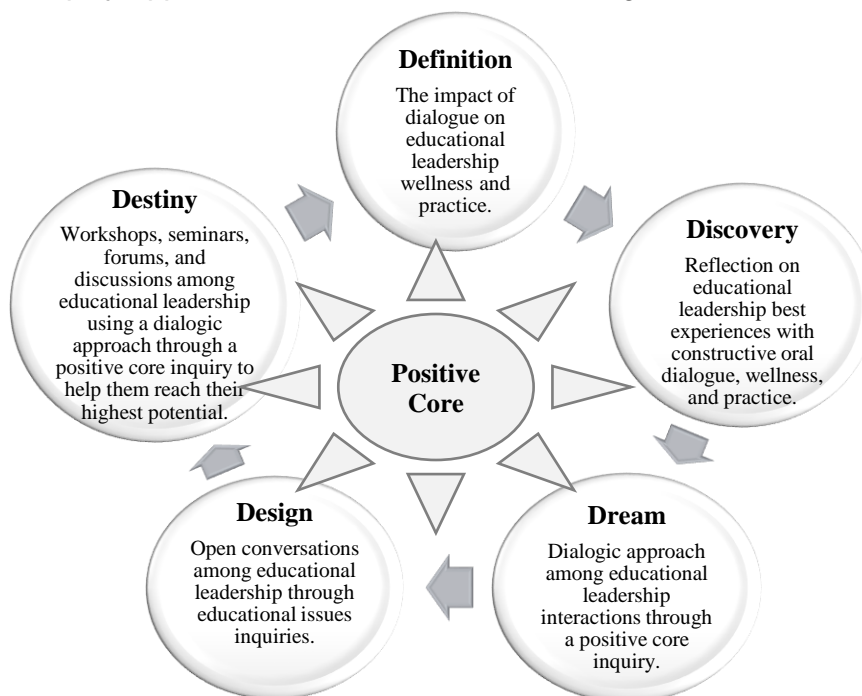 Definition
The impact of
dialogue on
educational
leadership
wellness and
practice.
Discovery
Reflection on
educational
leadership best
experiences with
constructive oral
dialogue, wellness,
and practice.
Dream
Dialogic approach
among educational
leadership
interactions through
a positive core
inquiry.
Design
Open conversations
among educational
leadership through
educational issues
inquiries.
Destiny
Workshops, seminars,
forums, and
discussions among
educational leadership
using a dialogic
approach through a
positive core inquiry to
help them reach their
highest potential.
Positive
Core